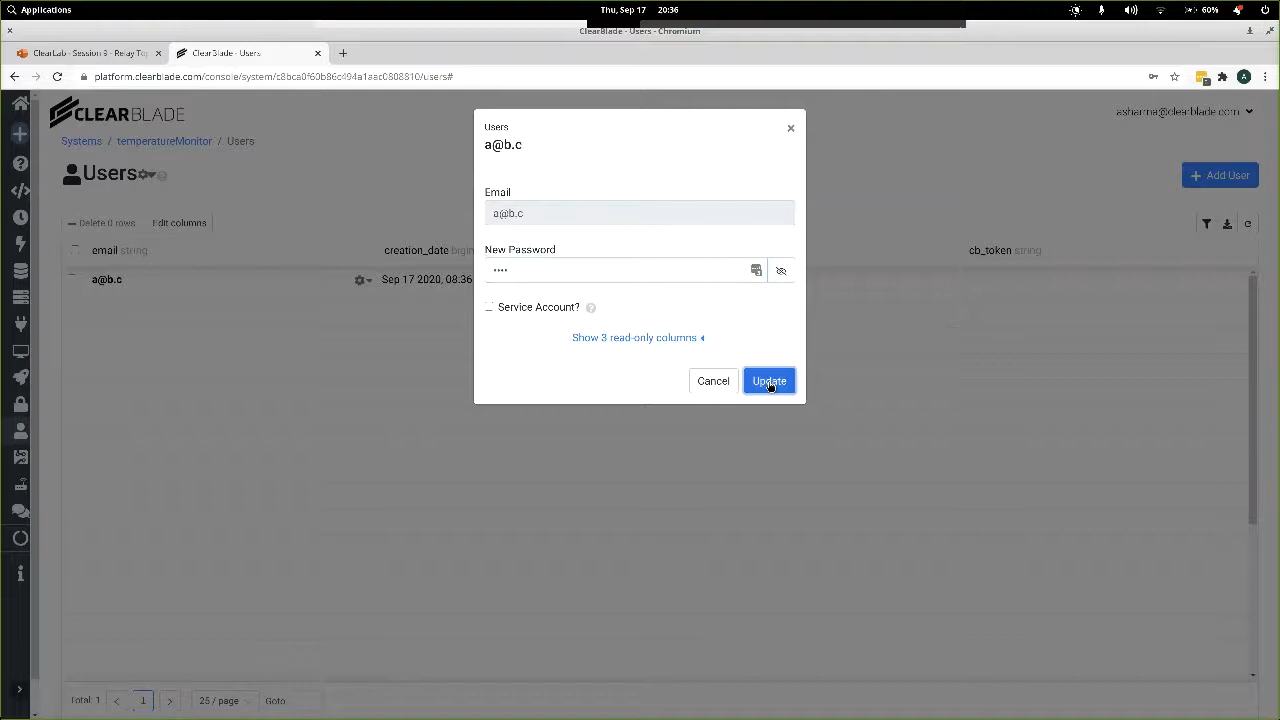 Applications
Thu, Sep 17 20:36
60%
ClearBlade - Users - Chromium
ClearLab - Session 9 - Relay To
ClearBlade - Users
platform.clearblade.com/console/system/c8bca0f60b86c494a1aac0808810/users#
A
CLEARBLADE
asharma@clearblade.com
Systems / temperatureMonitor / Users
Users
+ Add User
Delete 0 rows
Edit columns
email string
creation_date
cb_token string
a@b.c
Sep 17 2020, 08:36
Users
a@b.c
×
Email
a@b.c
New Password
••••
Service Account?
Show 3 read-only columns
Cancel
Update
Total: 1
1
25 / page
Goto